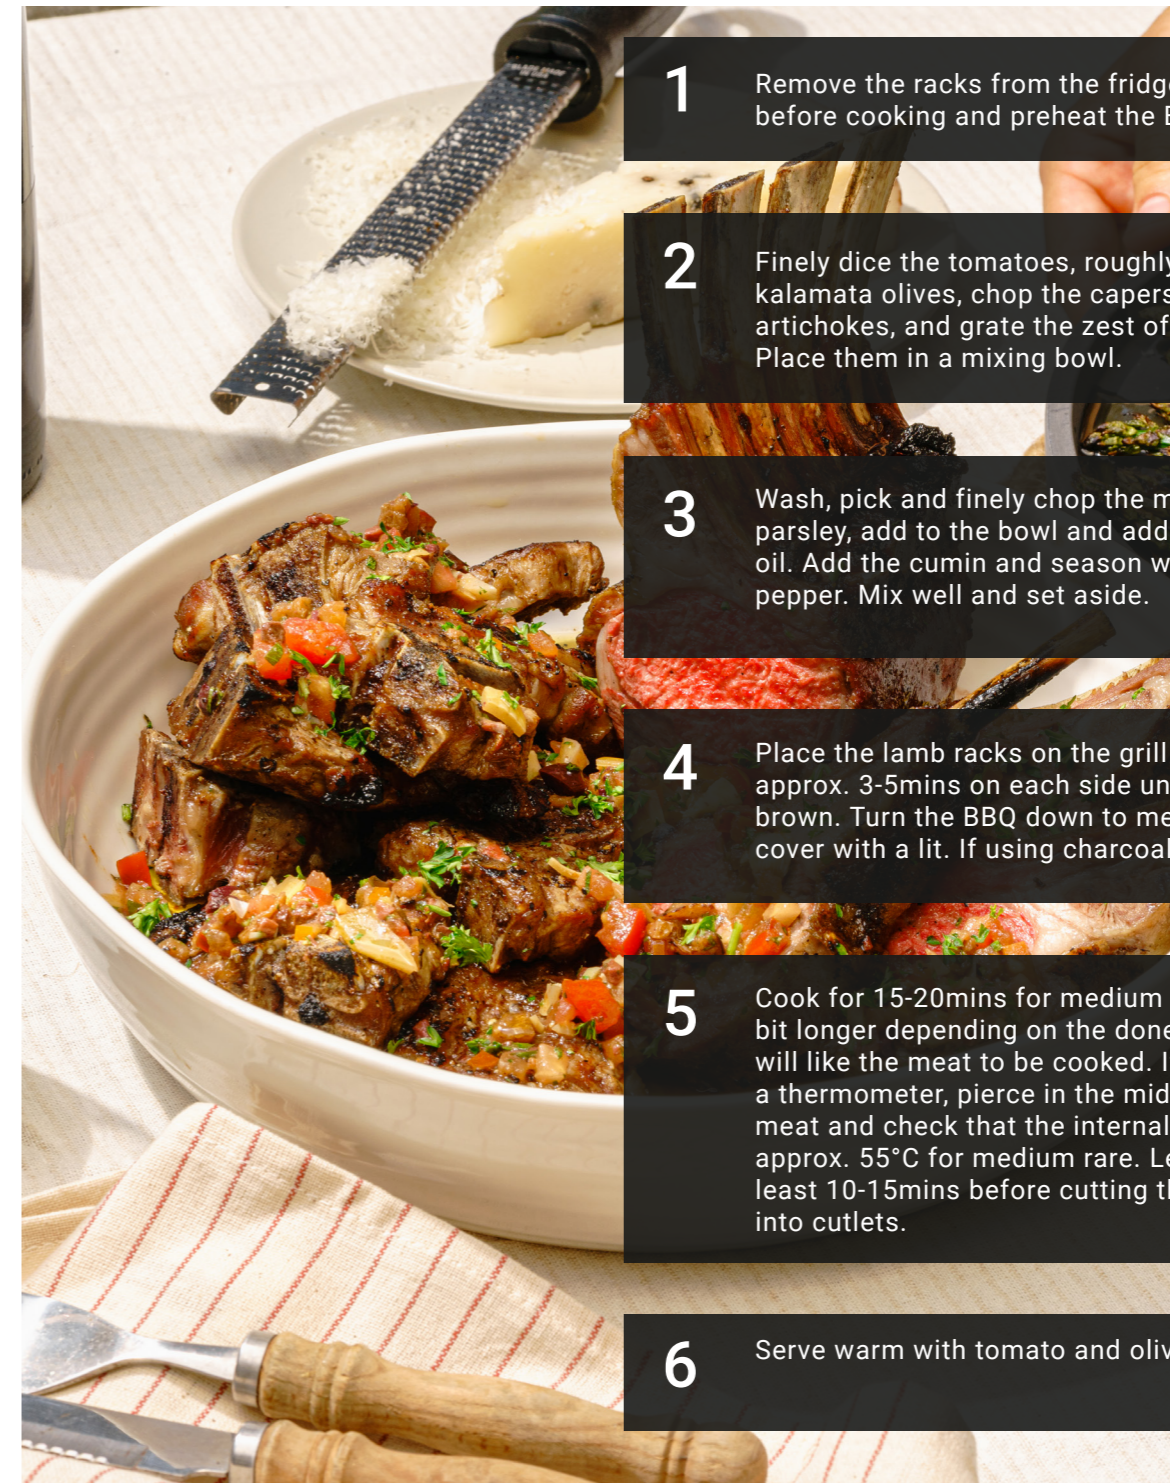 1
Remove the racks from the fridge
before cooking and preheat the
2
Finely dice the tomatoes, roughly
kalamata olives, chop the capers
artichokes, and grate the zest of
Place them in a mixing bowl.
3
Wash, pick and finely chop the
parsley, add to the bowl and add
oil. Add the cumin and season
pepper. Mix well and set aside.
4
Place the lamb racks on the grill
approx. 3-5mins on each side
brown. Turn the BBQ down to
cover with a lit. If using charcoal
5
Cook for 15-20mins for medium
bit longer depending on the
will like the meat to be cooked.
a thermometer, pierce in the
meat and check that the internal
approx. 55°C for medium rare.
least 10-15mins before cutting
into cutlets.
6
Serve warm with tomato and